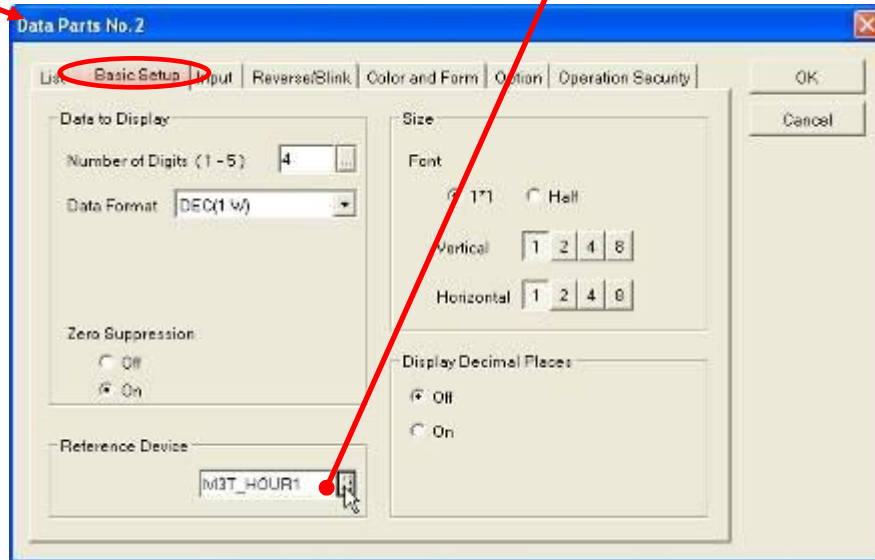 Data Parts No. 2
List Basic Setup Input Reverse/Blink Color and Form Option Operation Security
OK
Cancel
Data to Display
Number of Digits (1 - 5) 4 ...
Data Format DEC(1 W)
Zero Suppression
Off
On
Reference Device
M3T_HOUR1
Size
Font
1*1 Half
Vertical 1 2 4 8
Horizontal 1 2 4 8
Display Decimal Places
Off
On